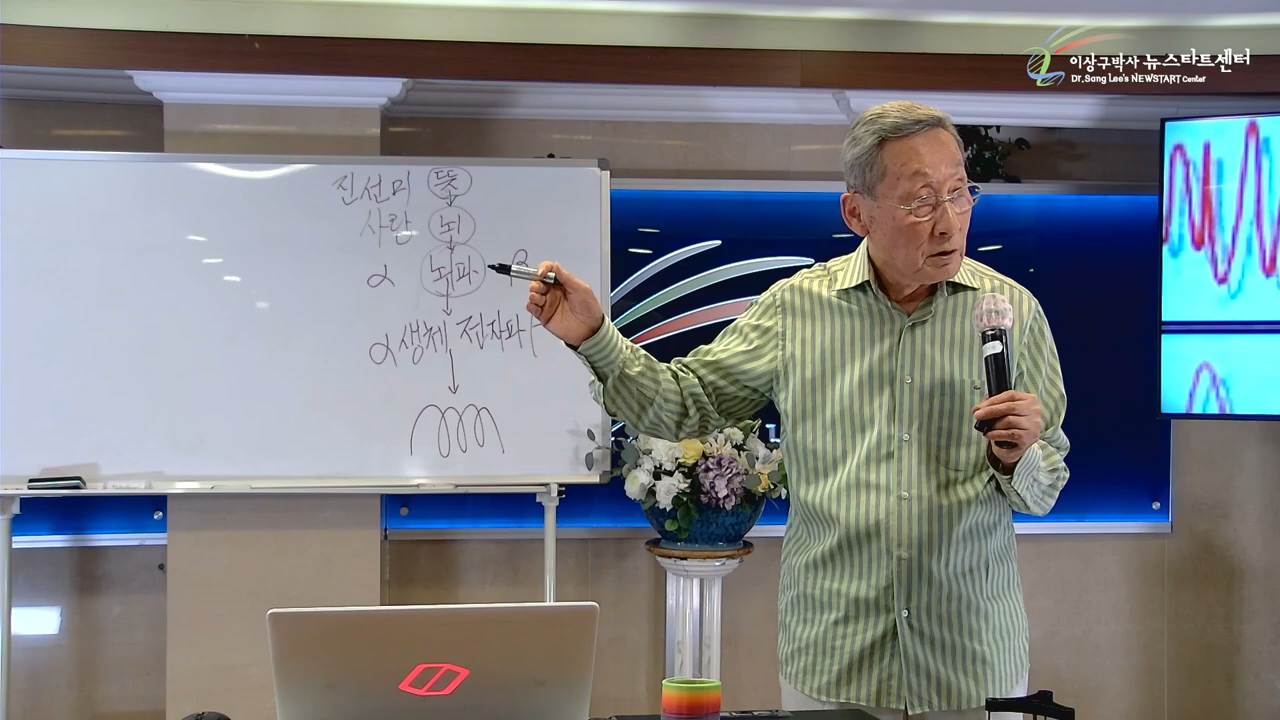 이상구박사 뉴스타트센터
Dr. Sang Lee's NEWSTART Center
진선미 뜻
사랑 뇌
α 뇌파 β
α 생체 전자파